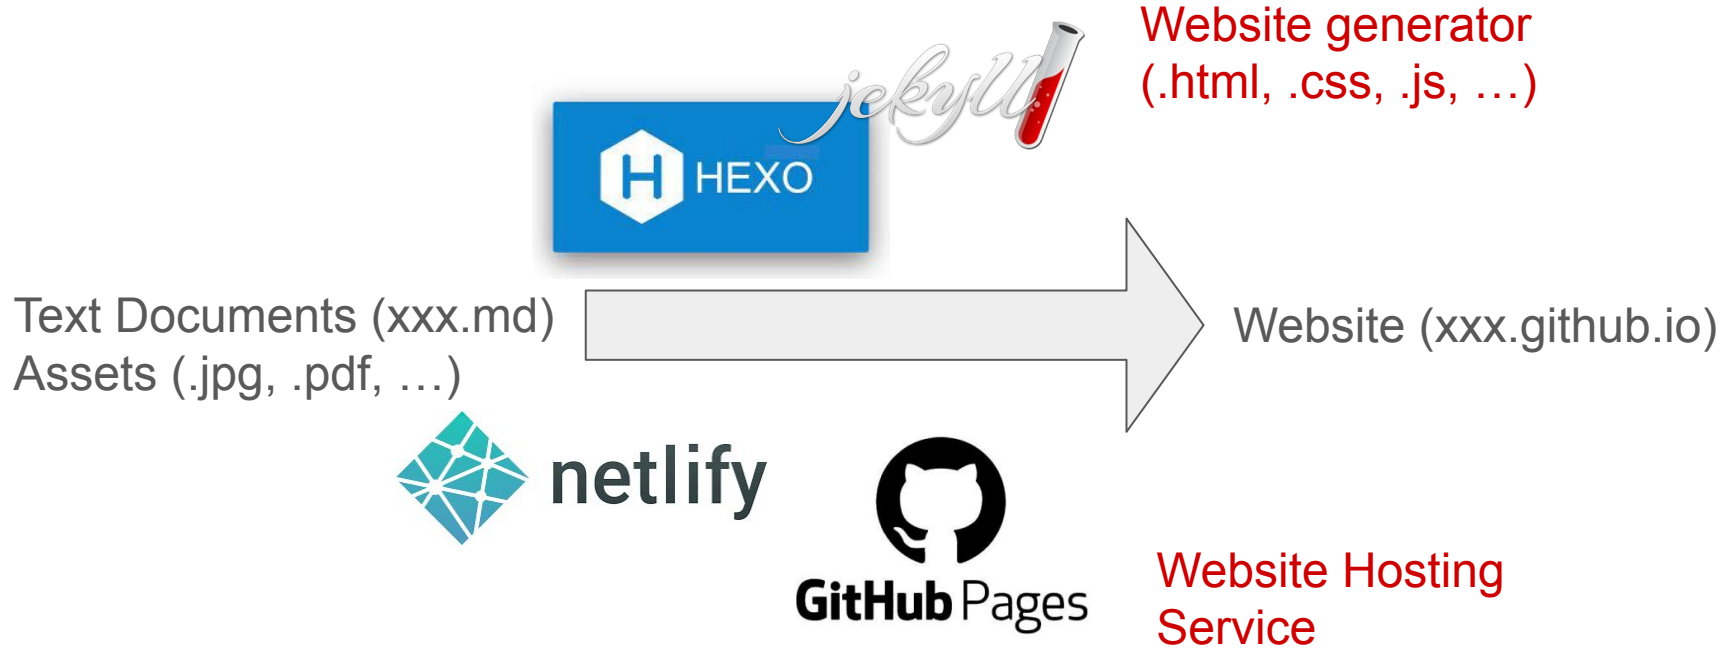 Website generator
(.html, .css, .js, …)
jekyll
H HEXO
Text Documents (xxx.md)
Assets (.jpg, .pdf, …)
Website (xxx.github.io)
netlify
GitHub Pages
Website Hosting
Service